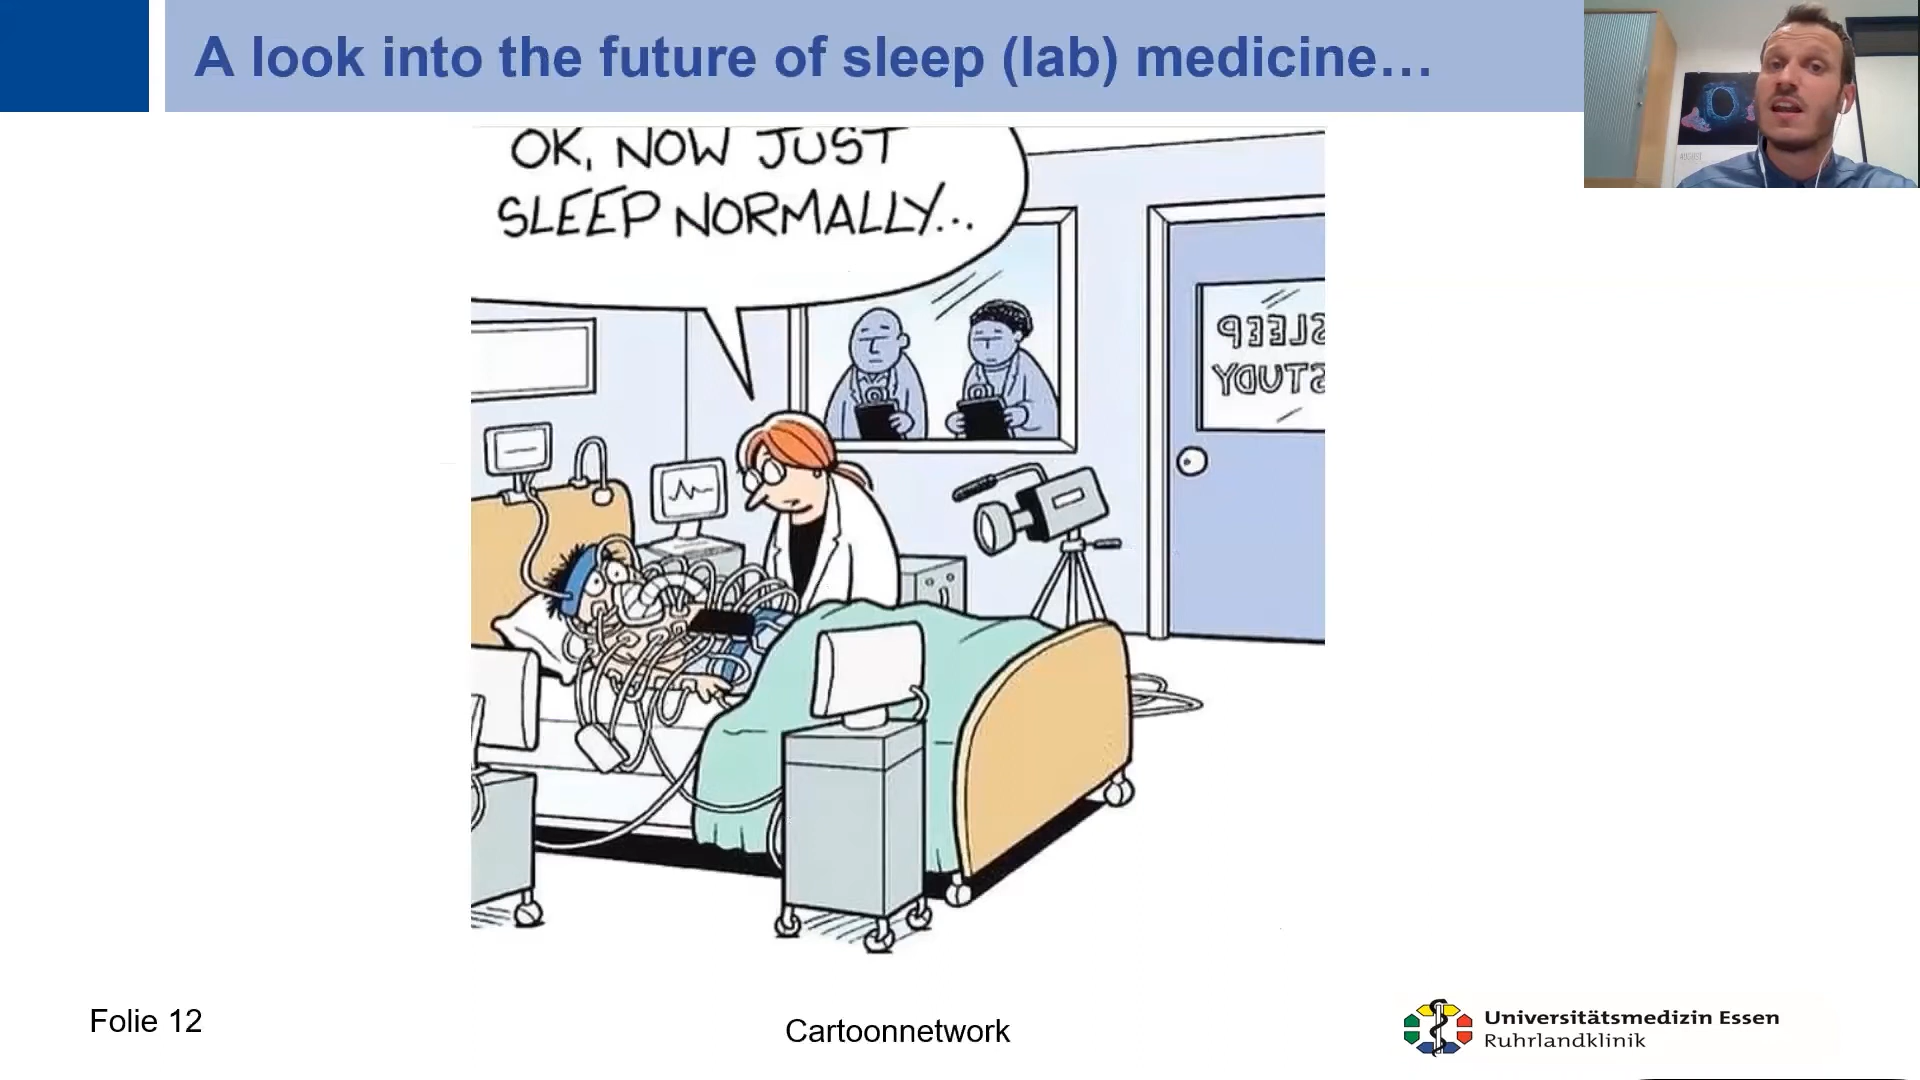 A look into the future of sleep (lab) medicine…
OK, NOW JUST
SLEEP NORMALLY...
SLEEP
STUDY
AUGUST
Folie 12
Cartoonnetwork
Universitätsmedizin Essen
Ruhrlandklinik